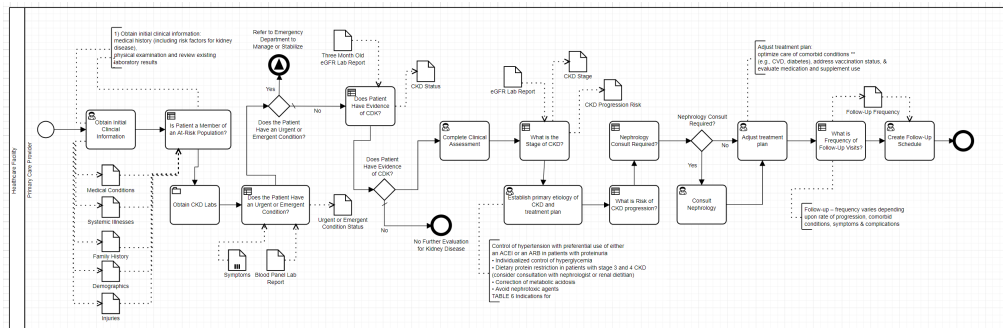 Healthcare Facility
Primary Care Provider
1) Obtain initial clinical information:
medical history (including risk factors for kidney
disease),
physical examination and review existing
laboratory results
Obtain Initial
Clinical
Information
Is Patient a Member of
an At-Risk Population?
Medical Conditions
Systemic Illnesses
Family History
Demographics
Injuries
Obtain CKD Labs
Does the Patient Have
an Urgent or Emergent
Condition?
Symptoms
Blood Panel Lab
Report
Urgent or Emergent
Condition Status
Refer to Emergency
Department to
Manage or Stabilize
Yes
No
Does the Patient
Have an Urgent or
Emergent Condition?
Three Month Old
eGFR Lab Report
Does Patient
Have Evidence
of CDK?
CKD Status
Does Patient
Have Evidence of
CDK?
No
No Further Evaluation
for Kidney Disease
Complete Clinical
Assessment
eGFR Lab Report
What is the
Stage of CKD?
CKD Stage
CKD Progression Risk
Establish primary etiology
of CKD and
treatment plan
Control of hypertension with preferential use of either
an ACEI or an ARB in patients with proteinuria
• Individualized control of hyperglycemia
• Dietary protein restriction in patients with stage 3 and 4 CKD
(consider consultation with nephrologist or renal dietitian)
• Correction of metabolic acidosis
• Avoid nephrotoxic agents
TABLE 6 Indications for
What is Risk of
CKD progression?
Nephrology
Consult Required?
Nephrology Consult
Required?
No
Yes
Consult
Nephrology
Adjust treatment plan:
optimize care of comorbid conditions **
(e.g., CVD, diabetes), address vaccination status, &
evaluate medication and supplement use
Adjust treatment
plan
What is
Frequency of
Follow-Up Visits?
Follow-Up Frequency
Follow-up – frequency varies depending
upon rate of progression, comorbid
conditions, symptoms & complications
Create Follow-Up
Schedule